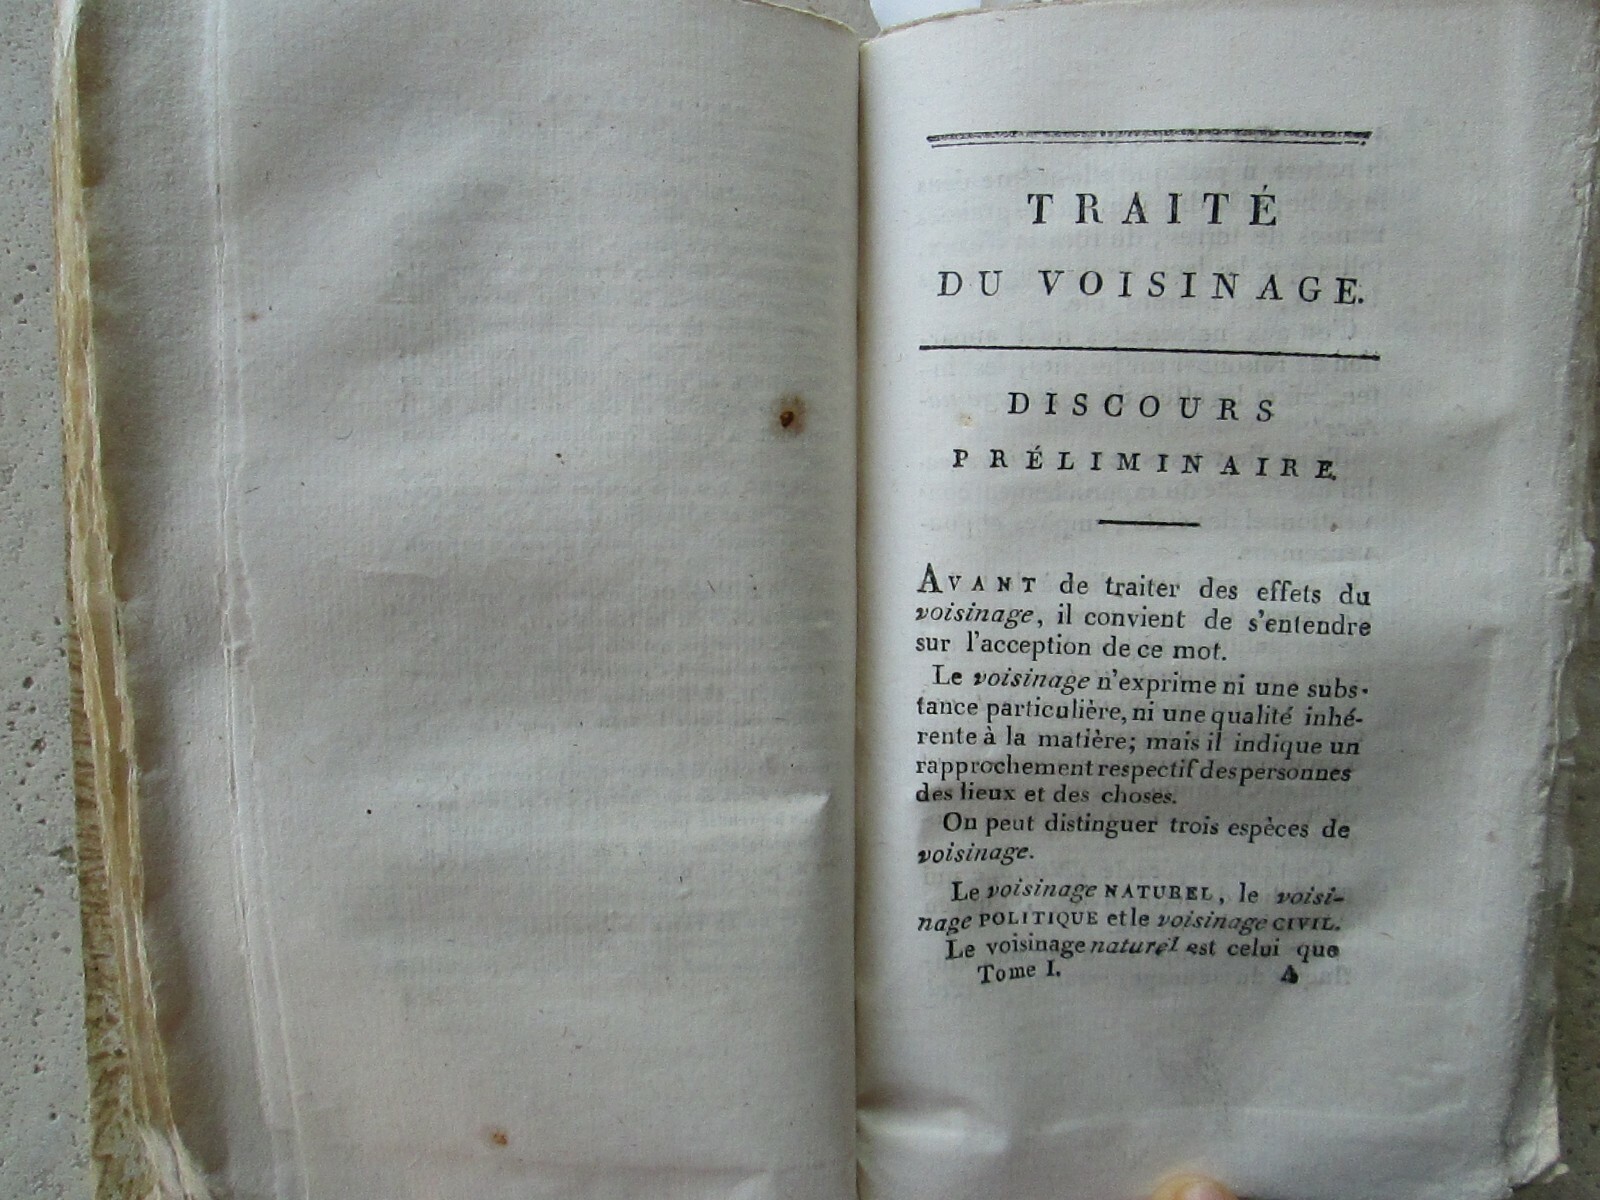 TRAITÉ
DU VOISINAGE.
DISCOURS
PRÉLIMINAIRE.
AVANT de traiter des effets du
voisinage, il convient de s'entendre
sur l'acception de ce mot.
Le voisinage n'exprime ni une subs-
tance particulière, ni une qualité inhé-
rente à la matière; mais il indique un
rapprochement respectif des personnes
des lieux et des choses.
On peut distinguer trois espèces de
voisinage.
Le voisinage NATUREL, le voisi-
nage POLITIQUE et le voisinage CIVIL.
Le voisinage naturel est celui que
Tome I. A